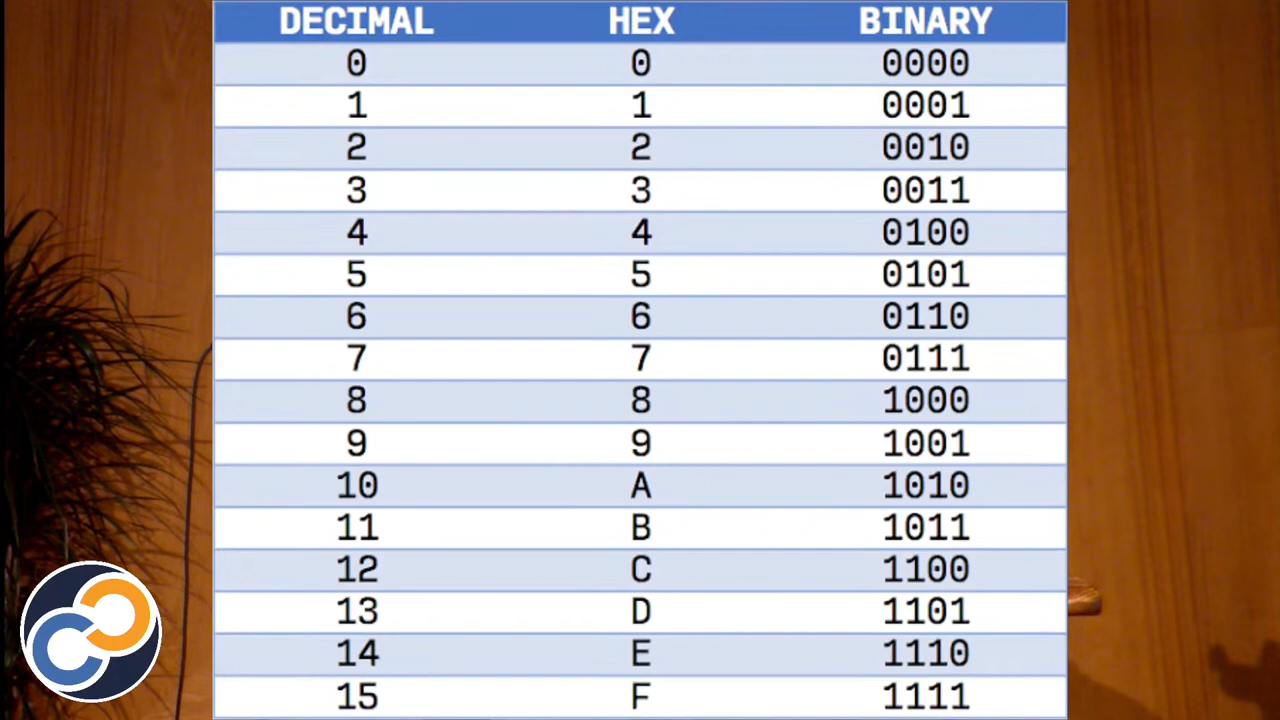 DECIMAL HEX BINARY
0 0 0000
1 1 0001
2 2 0010
3 3 0011
4 4 0100
5 5 0101
6 6 0110
7 7 0111
8 8 1000
9 9 1001
10 A 1010
11 B 1011
12 C 1100
13 D 1101
14 E 1110
15 F 1111